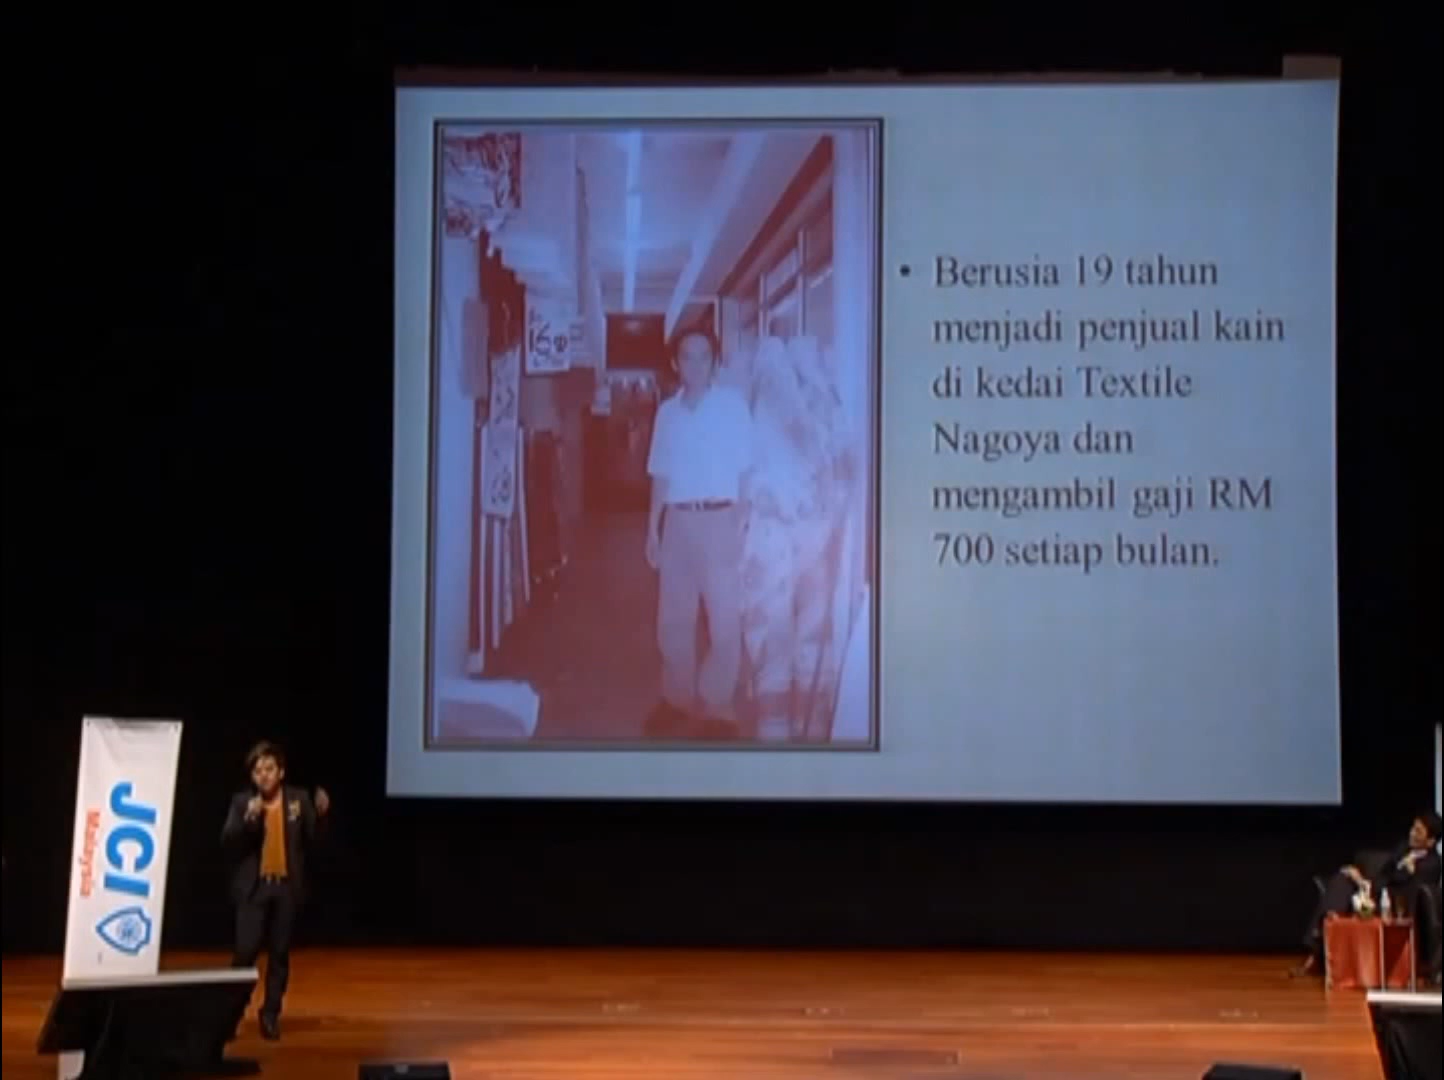 • Berusia 19 tahun
menjadi penjual kain
di kedai Textile
Nagoya dan
mengambil gaji RM
700 setiap bulan.
JCI
Malaysia